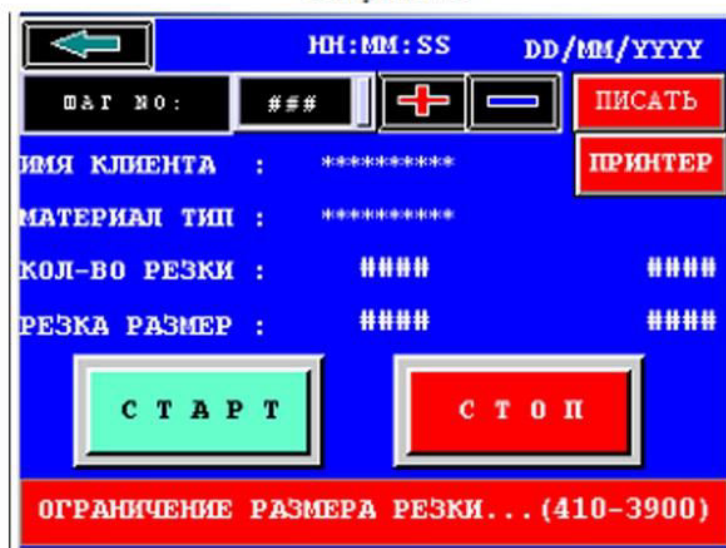 HH:MM:SS DD/MM/YYYY
ШАГ NO: ### ПИСАТЬ
ПРИНТЕР
ИМЯ КЛИЕНТА : **********
МАТЕРИАЛ ТИП : **********
КОЛ-ВО РЕЗКИ : #### ####
РЕЗКА РАЗМЕР : #### ####
СТАРТ СТОП
ОГРАНИЧЕНИЕ РАЗМЕРА РЕЗКИ...(410-3900)